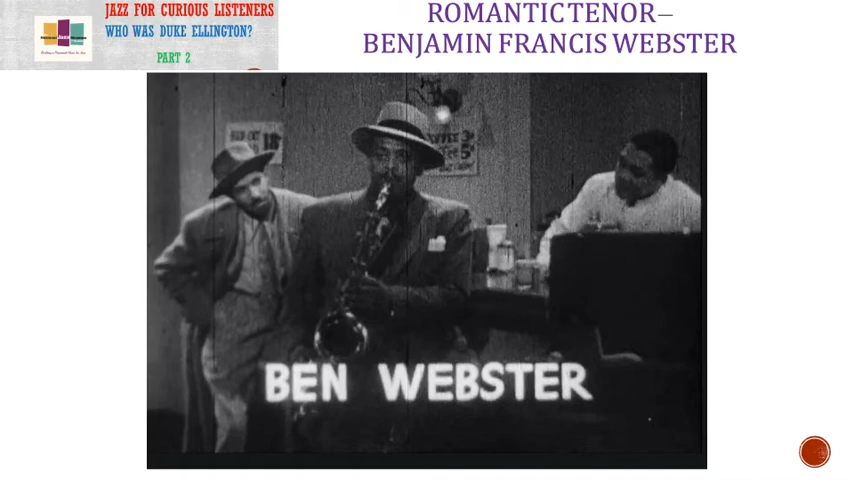 JAZZ FOR CURIOUS LISTENERS
WHO WAS DUKE ELLINGTON?
PART 2
ROMANTIC TENOR—
BENJAMIN FRANCIS WEBSTER
BEN WEBSTER